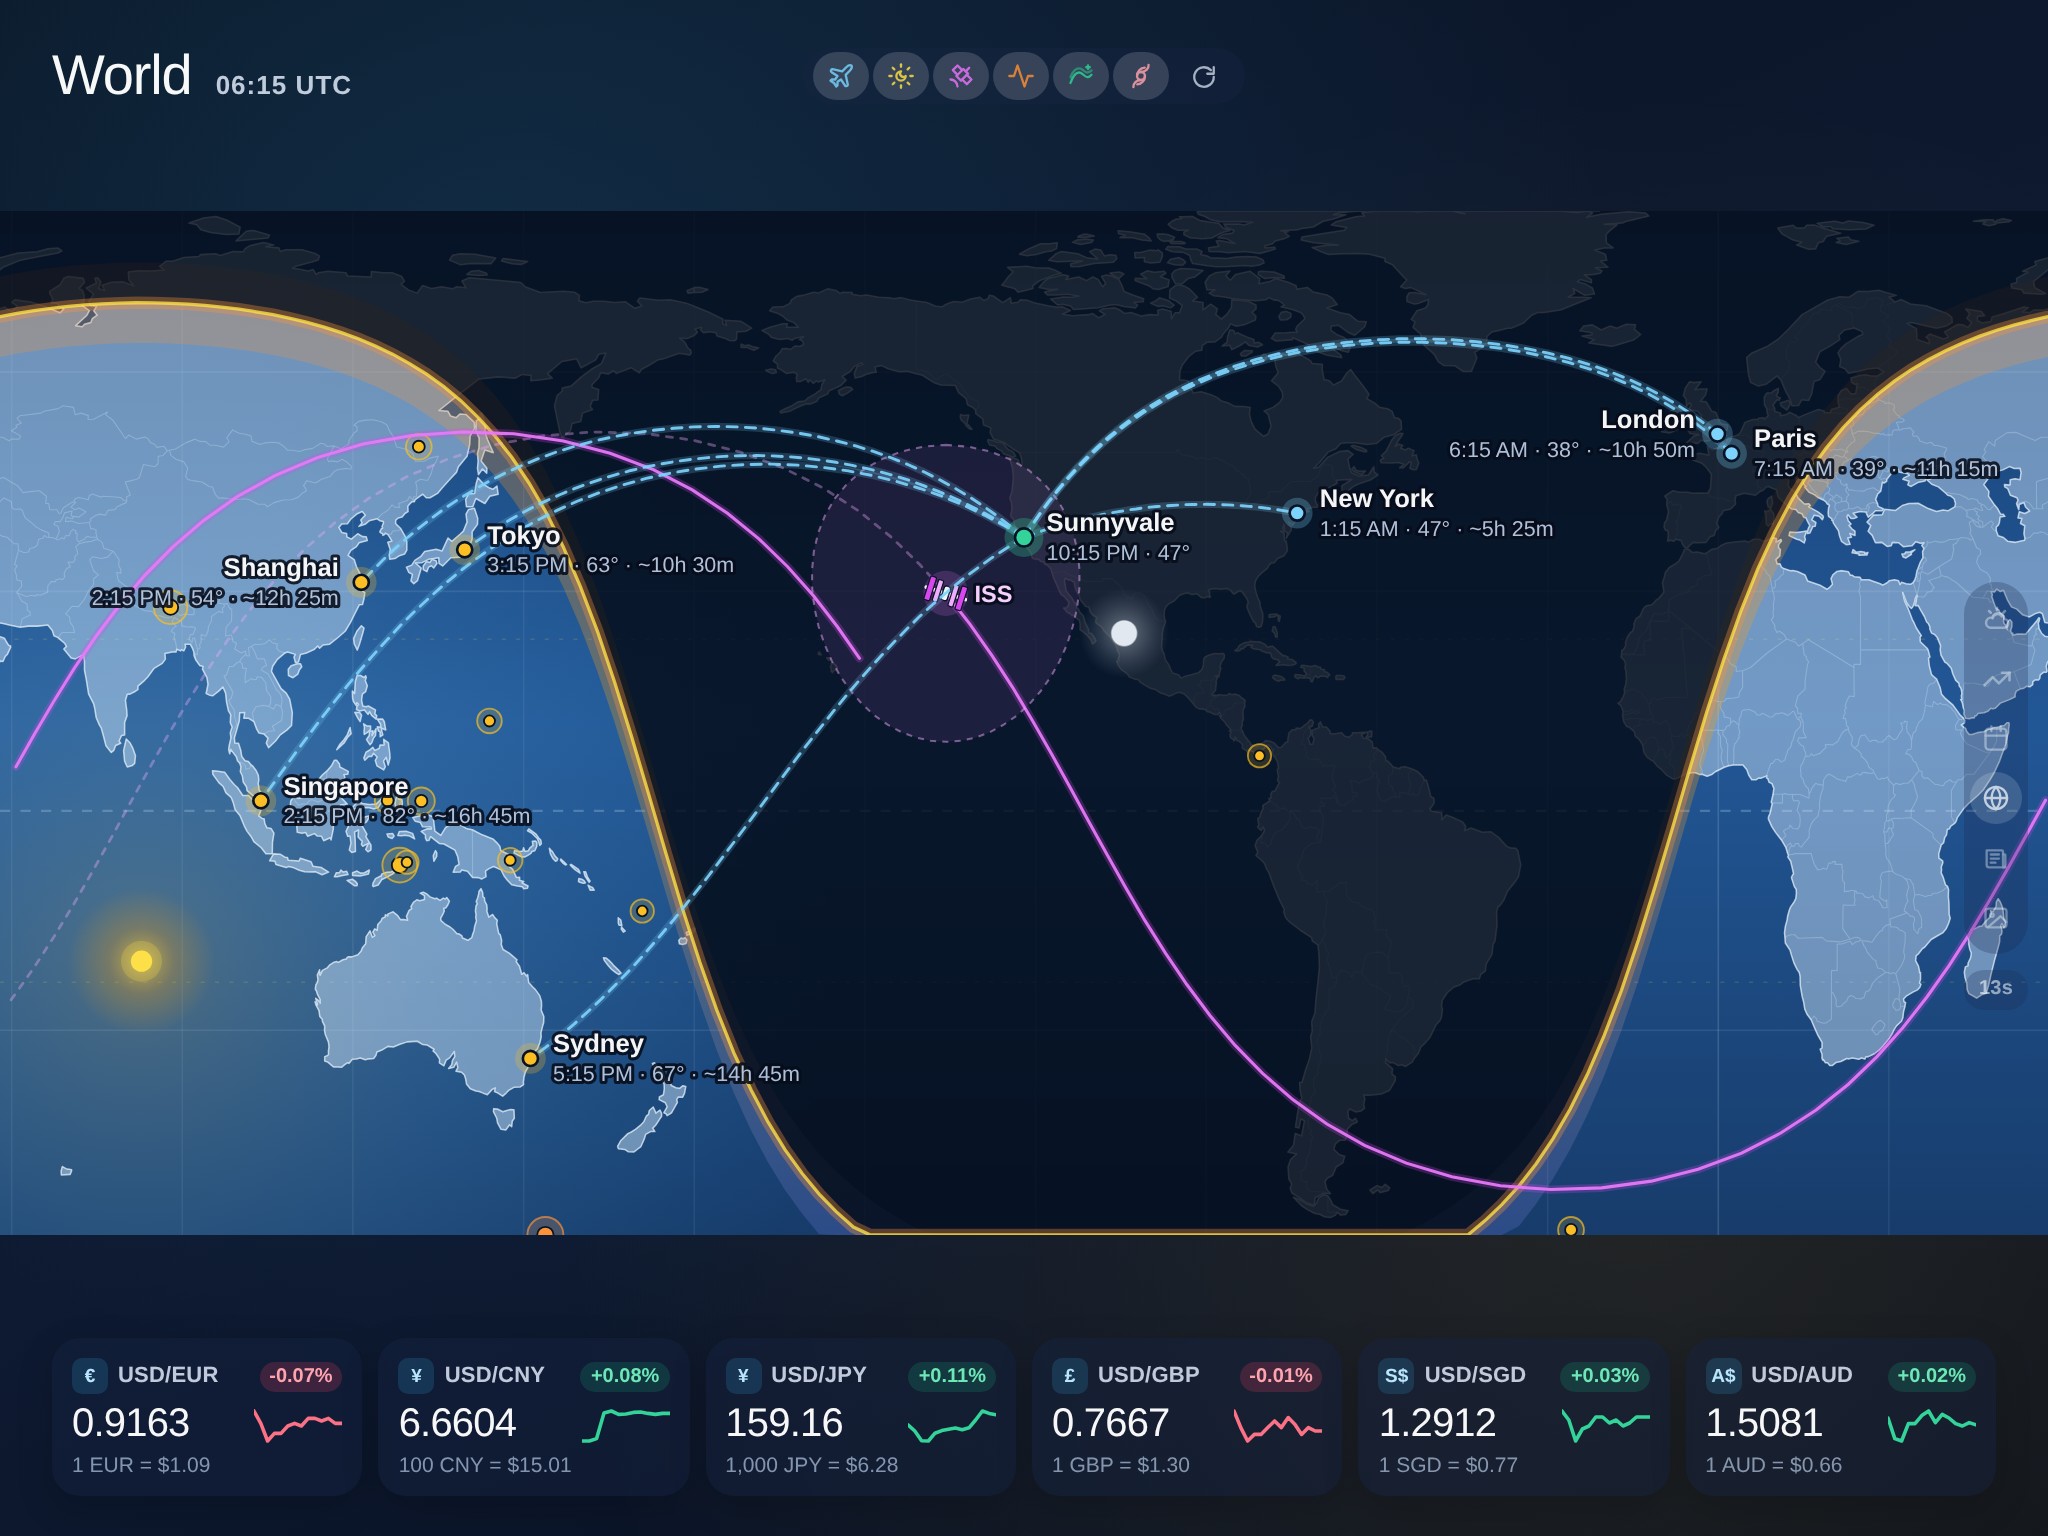 World 06:15 UTC
London
6:15 AM · 38° · ~10h 50m
Paris
7:15 AM · 39° · ~11h 15m
New York
1:15 AM · 47° · ~5h 25m
Sunnyvale
10:15 PM · 47°
Tokyo
3:15 PM · 63° · ~10h 30m
Shanghai
2:15 PM · 54° · ~12h 25m
ISS
Singapore
2:15 PM · 82° · ~16h 45m
13s
Sydney
5:15 PM · 67° · ~14h 45m
€ USD/EUR -0.07%
0.9163
1 EUR = $1.09
¥ USD/CNY +0.08%
6.6604
100 CNY = $15.01
¥ USD/JPY +0.11%
159.16
1,000 JPY = $6.28
£ USD/GBP -0.01%
0.7667
1 GBP = $1.30
S$ USD/SGD +0.03%
1.2912
1 SGD = $0.77
A$ USD/AUD +0.02%
1.5081
1 AUD = $0.66